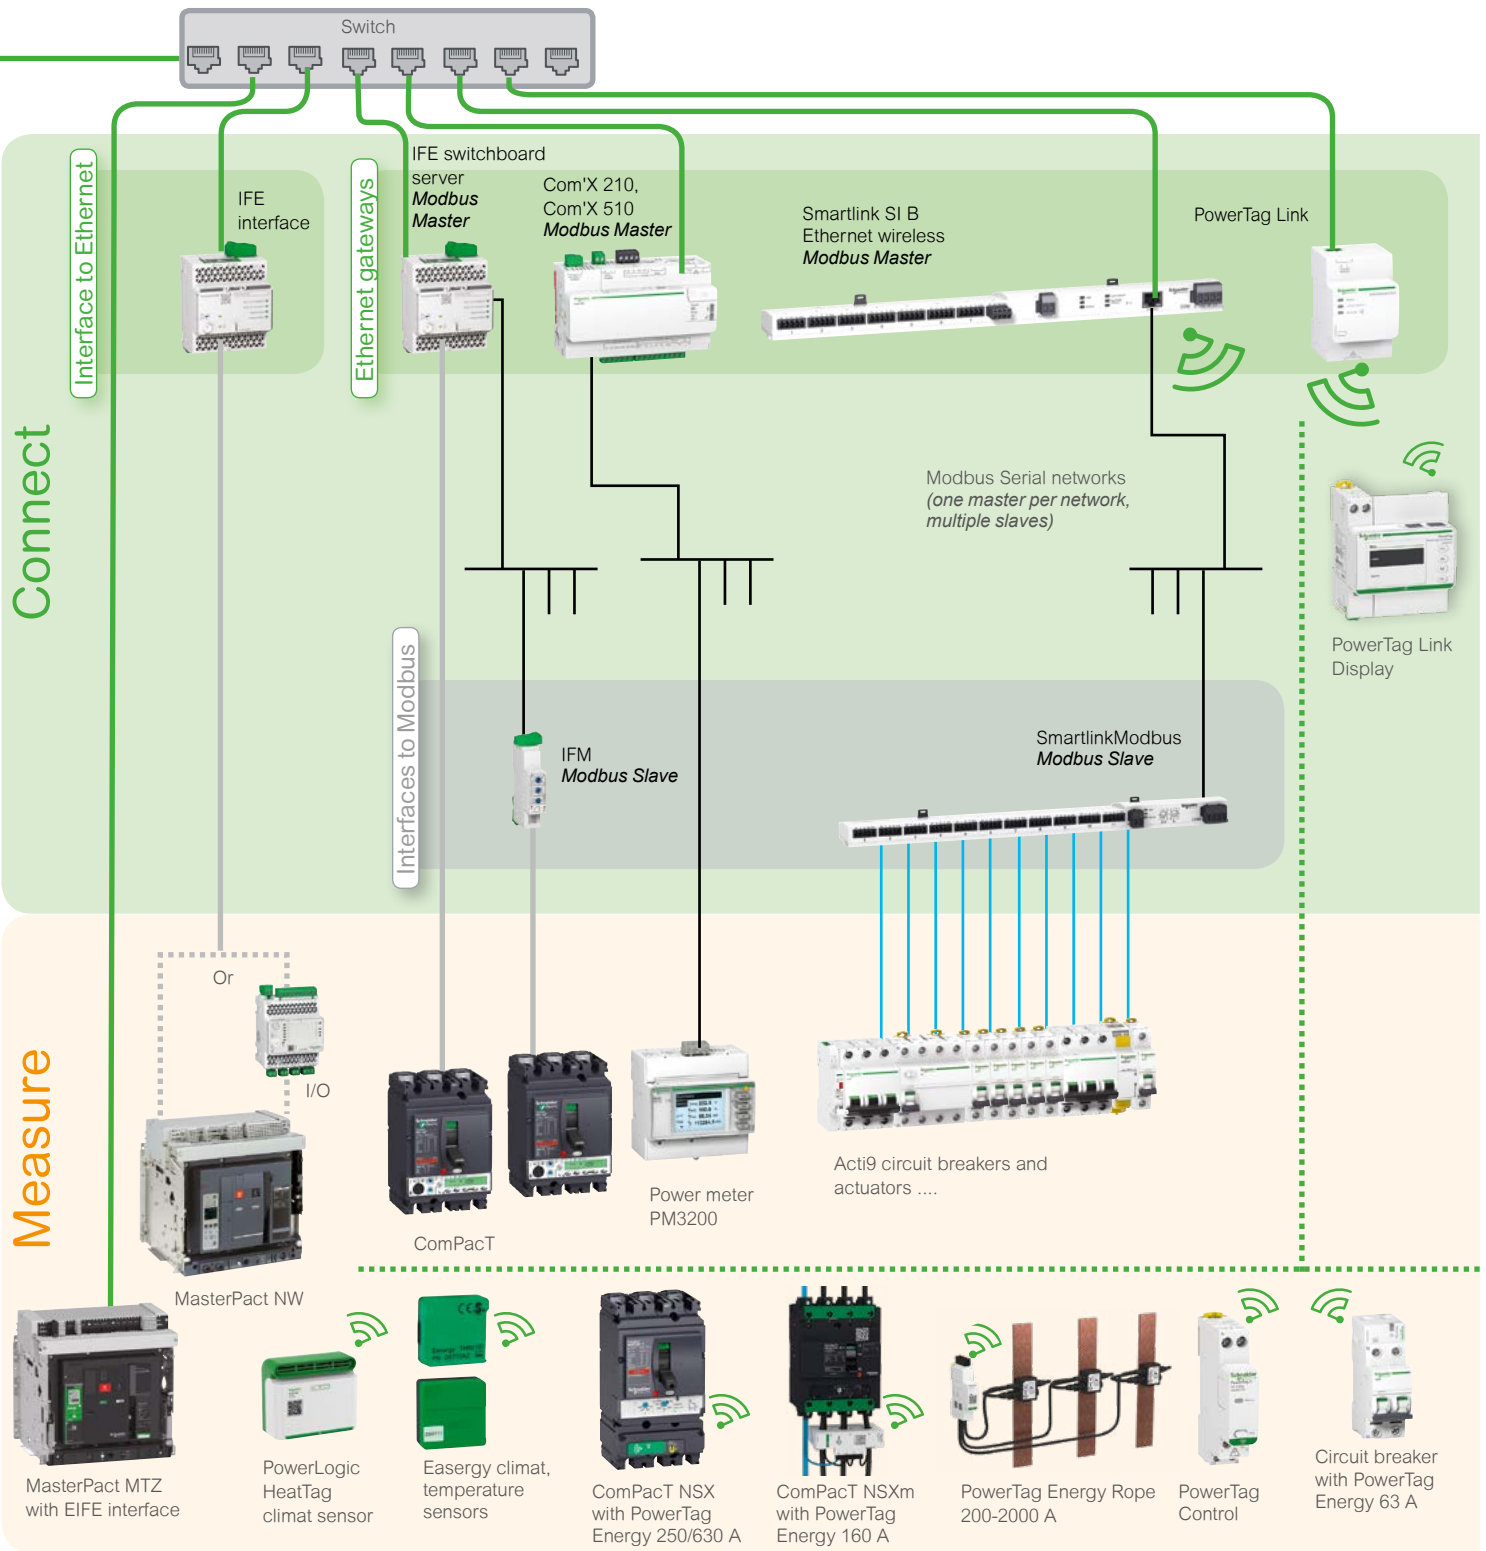 Switch
Interface to Ethernet
IFE
interface
Ethernet gateways
IFE switchboard
server
Modbus
Master
Com'X 210,
Com'X 510
Modbus Master
Smartlink SI B
Ethernet wireless
Modbus Master
PowerTag Link
Connect
Modbus Serial networks
(one master per network,
multiple slaves)
PowerTag Link
Display
Interfaces to Modbus
IFM
Modbus Slave
SmartlinkModbus
Modbus Slave
Measure
Or
I/O
MasterPact NW
ComPacT
Power meter
PM3200
Acti9 circuit breakers and
actuators ....
MasterPact MTZ
with EIFE interface
PowerLogic
HeatTag
climat sensor
Easergy climat,
temperature
sensors
ComPacT NSX
with PowerTag
Energy 250/630 A
ComPacT NSXm
with PowerTag
Energy 160 A
PowerTag Energy Rope
200-2000 A
PowerTag
Control
Circuit breaker
with PowerTag
Energy 63 A